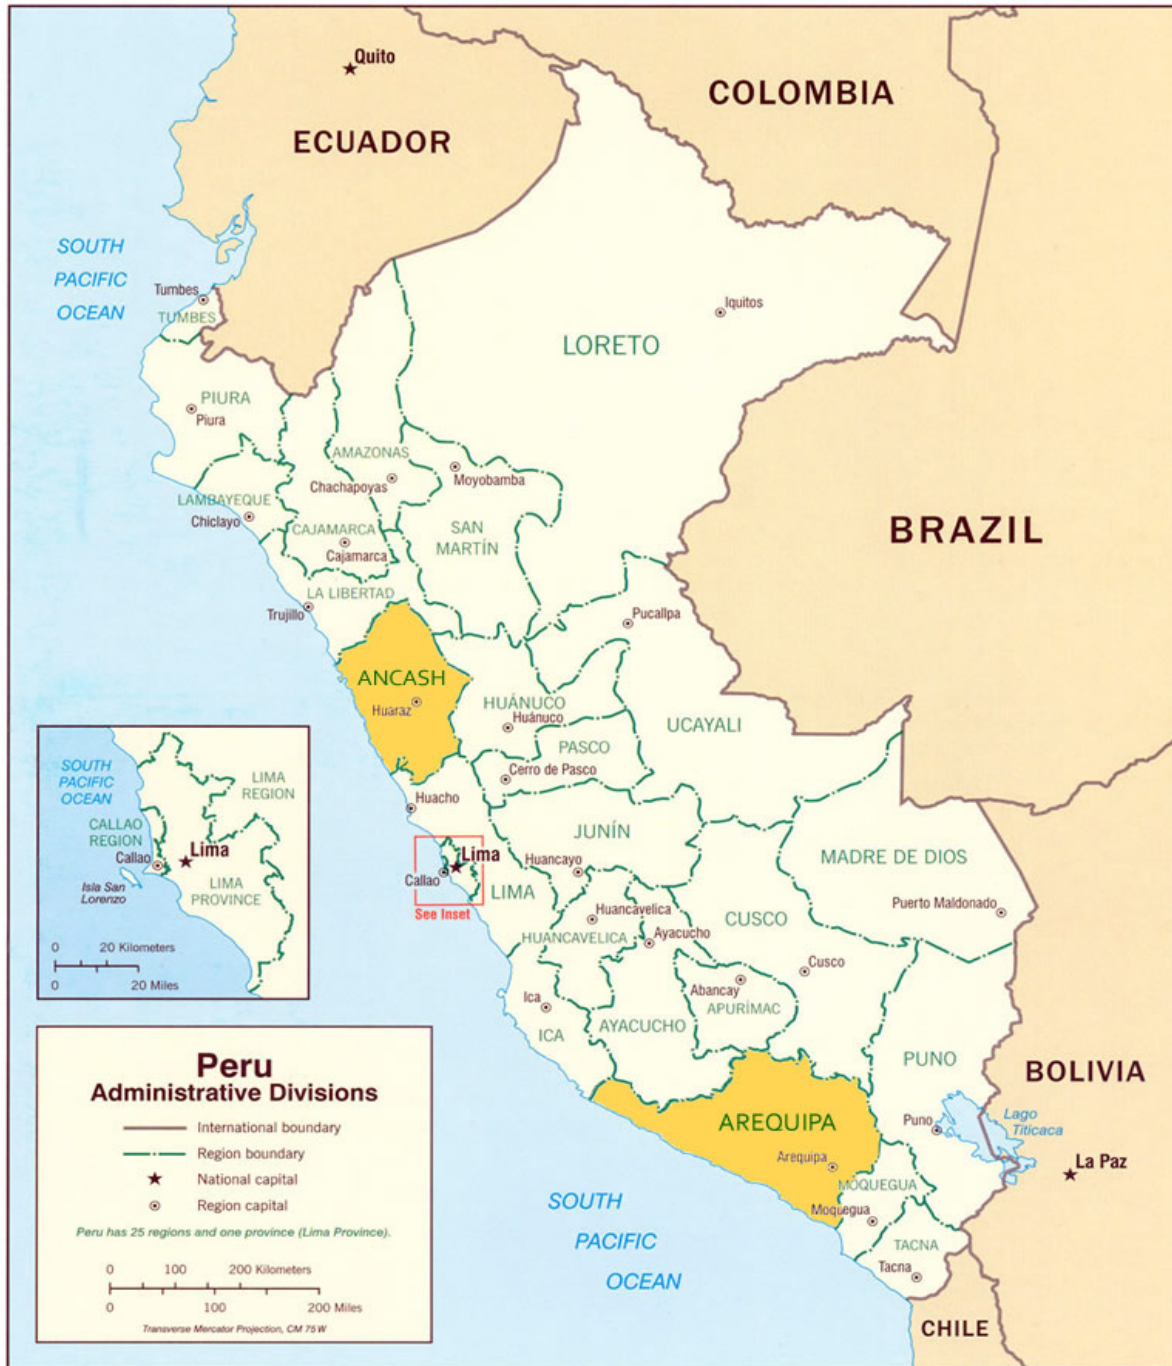 Quito
COLOMBIA
ECUADOR
SOUTH
PACIFIC
OCEAN
Tumbes
TUMBES
Iquitos
LORETO
PIURA
Piura
AMAZONAS
Moyobamba
Chachapoyas
LAMBAYEQUE
Chiclayo
CAJAMARCA
Cajamarca
SAN
MARTÍN
BRAZIL
LA LIBERTAD
Trujillo
Pucallpa
ANCASH
Huaraz
HUÁNUCO
Huánuco
UCAYALI
PASCO
Cerro de Pasco
Huacho
JUNÍN
Lima
Callao
See Inset
LIMA
Huancayo
MADRE DE DIOS
Puerto Maldonado
Huancavelica
HUANCAVELICA
Ayacucho
CUSCO
Cusco
Abancay
APURÍMAC
Ica
ICA
AYACUCHO
PUNO
BOLIVIA
AREQUIPA
Arequipa
Puno
Lago
Titicaca
La Paz
MOQUEGUA
Moquegua
TACNA
Tacna
SOUTH
PACIFIC
OCEAN
CHILE
SOUTH
PACIFIC
OCEAN
LIMA
REGION
CALLAO
REGION
Callao
Lima
Isla San
Lorenzo
LIMA
PROVINCE
0 20 Kilometers
0 20 Miles
Peru
Administrative Divisions
International boundary
Region boundary
National capital
Region capital
Peru has 25 regions and one province (Lima Province).
0 100 200 Kilometers
0 100 200 Miles
Transverse Mercator Projection, CM 75 W